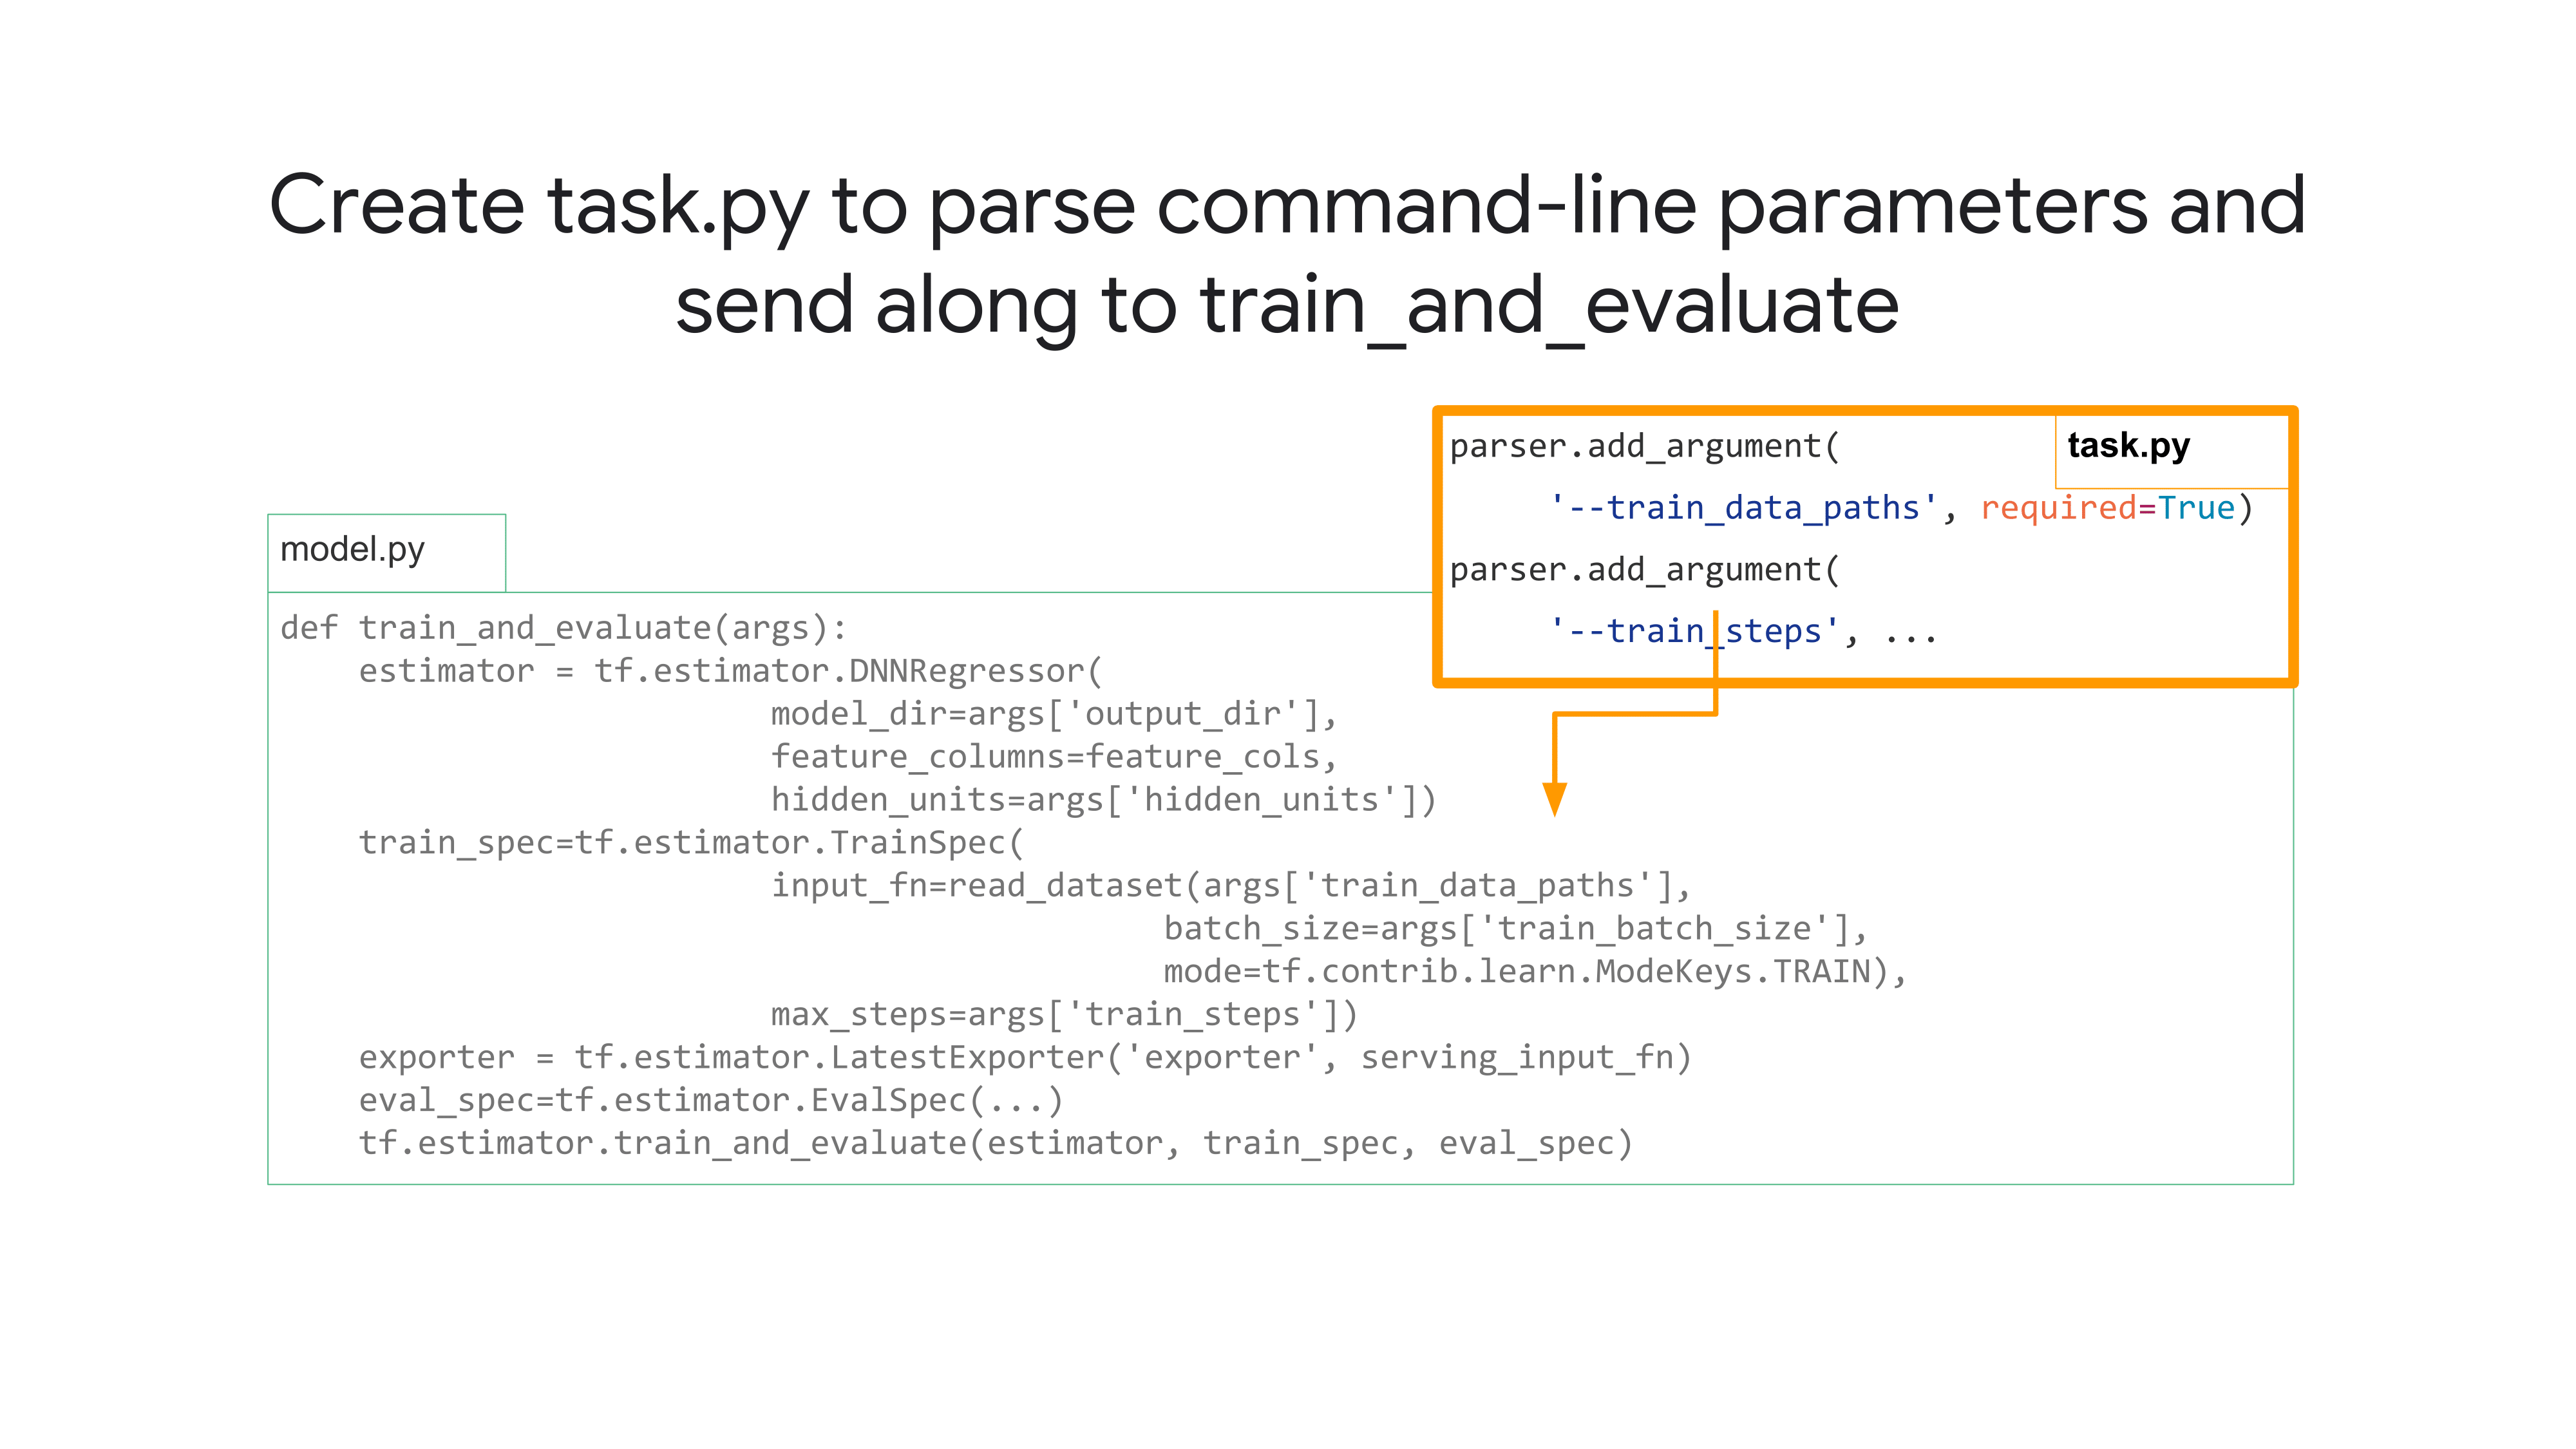 Create task.py to parse command-line parameters and
send along to train_and_evaluate
task.py
parser.add_argument(
'--train_data_paths', required=True)
parser.add_argument(
'--train_steps', ...
model.py
def train_and_evaluate(args):
estimator = tf.estimator.DNNRegressor(
model_dir=args['output_dir'],
feature_columns=feature_cols,
hidden_units=args['hidden_units'])
train_spec=tf.estimator.TrainSpec(
input_fn=read_dataset(args['train_data_paths'],
batch_size=args['train_batch_size'],
mode=tf.contrib.learn.ModeKeys.TRAIN),
max_steps=args['train_steps'])
exporter = tf.estimator.LatestExporter('exporter', serving_input_fn)
eval_spec=tf.estimator.EvalSpec(...)
tf.estimator.train_and_evaluate(estimator, train_spec, eval_spec)